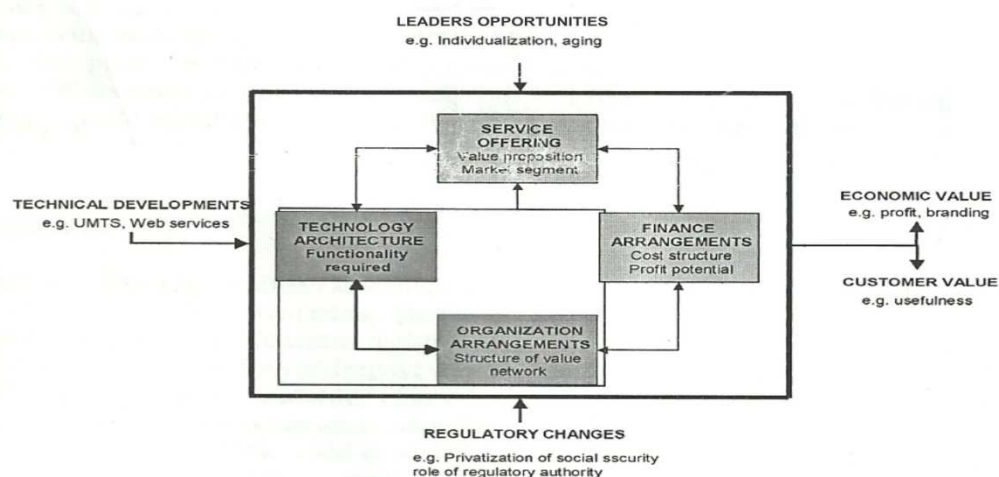 LEADERS OPPORTUNITIES
e.g. Individualization, aging
SERVICE
OFFERING
Value proposition
Market segment
TECHNICAL DEVELOPMENTS
e.g. UMTS, Web services
TECHNOLOGY
ARCHITECTURE
Functionality
required
FINANCE
ARRANGEMENTS
Cost structure
Profit potential
ECONOMIC VALUE
e.g. profit, branding
CUSTOMER VALUE
e.g. usefulness
ORGANIZATION
ARRANGEMENTS
Structure of value
network
REGULATORY CHANGES
e.g. Privatization of social sscurity
role of regulatory authority